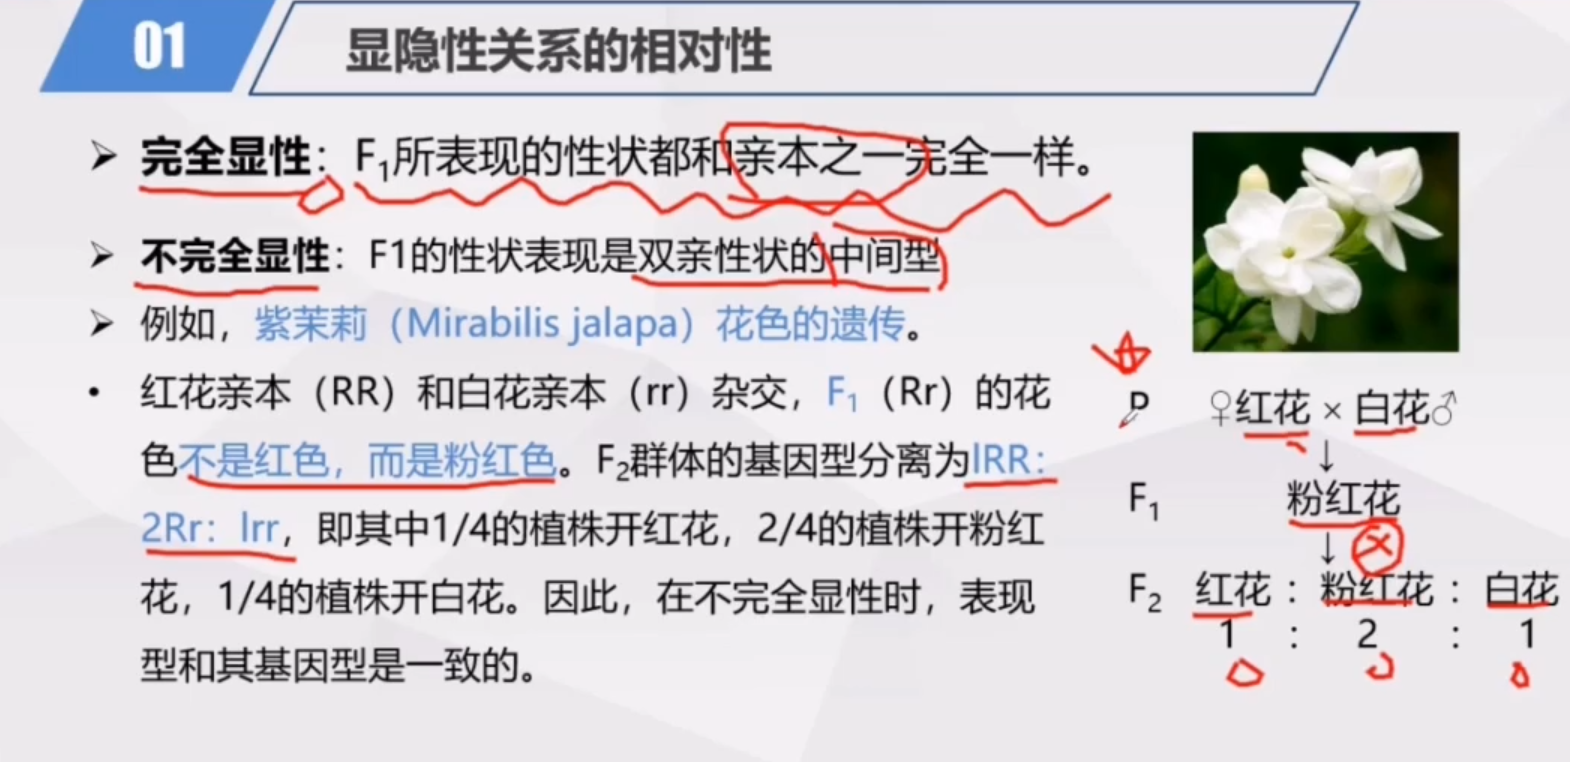 01 显隐性关系的相对性
完全显性：F₁所表现的性状都和亲本之一完全一样。
不完全显性：F1的性状表现是双亲性状的中间型
例如，紫茉莉（Mirabilis jalapa）花色的遗传。
红花亲本（RR）和白花亲本（rr）杂交，F₁（Rr）的花
色不是红色，而是粉红色。F₂群体的基因型分离为lRR：
2Rr：lrr，即其中1/4的植株开红花，2/4的植株开粉红
花，1/4的植株开白花。因此，在不完全显性时，表现
型和其基因型是一致的。
P ♀红花 × 白花♂
↓
F₁ 粉红花
↓ ×
F₂ 红花 : 粉红花 : 白花
1 : 2 : 1